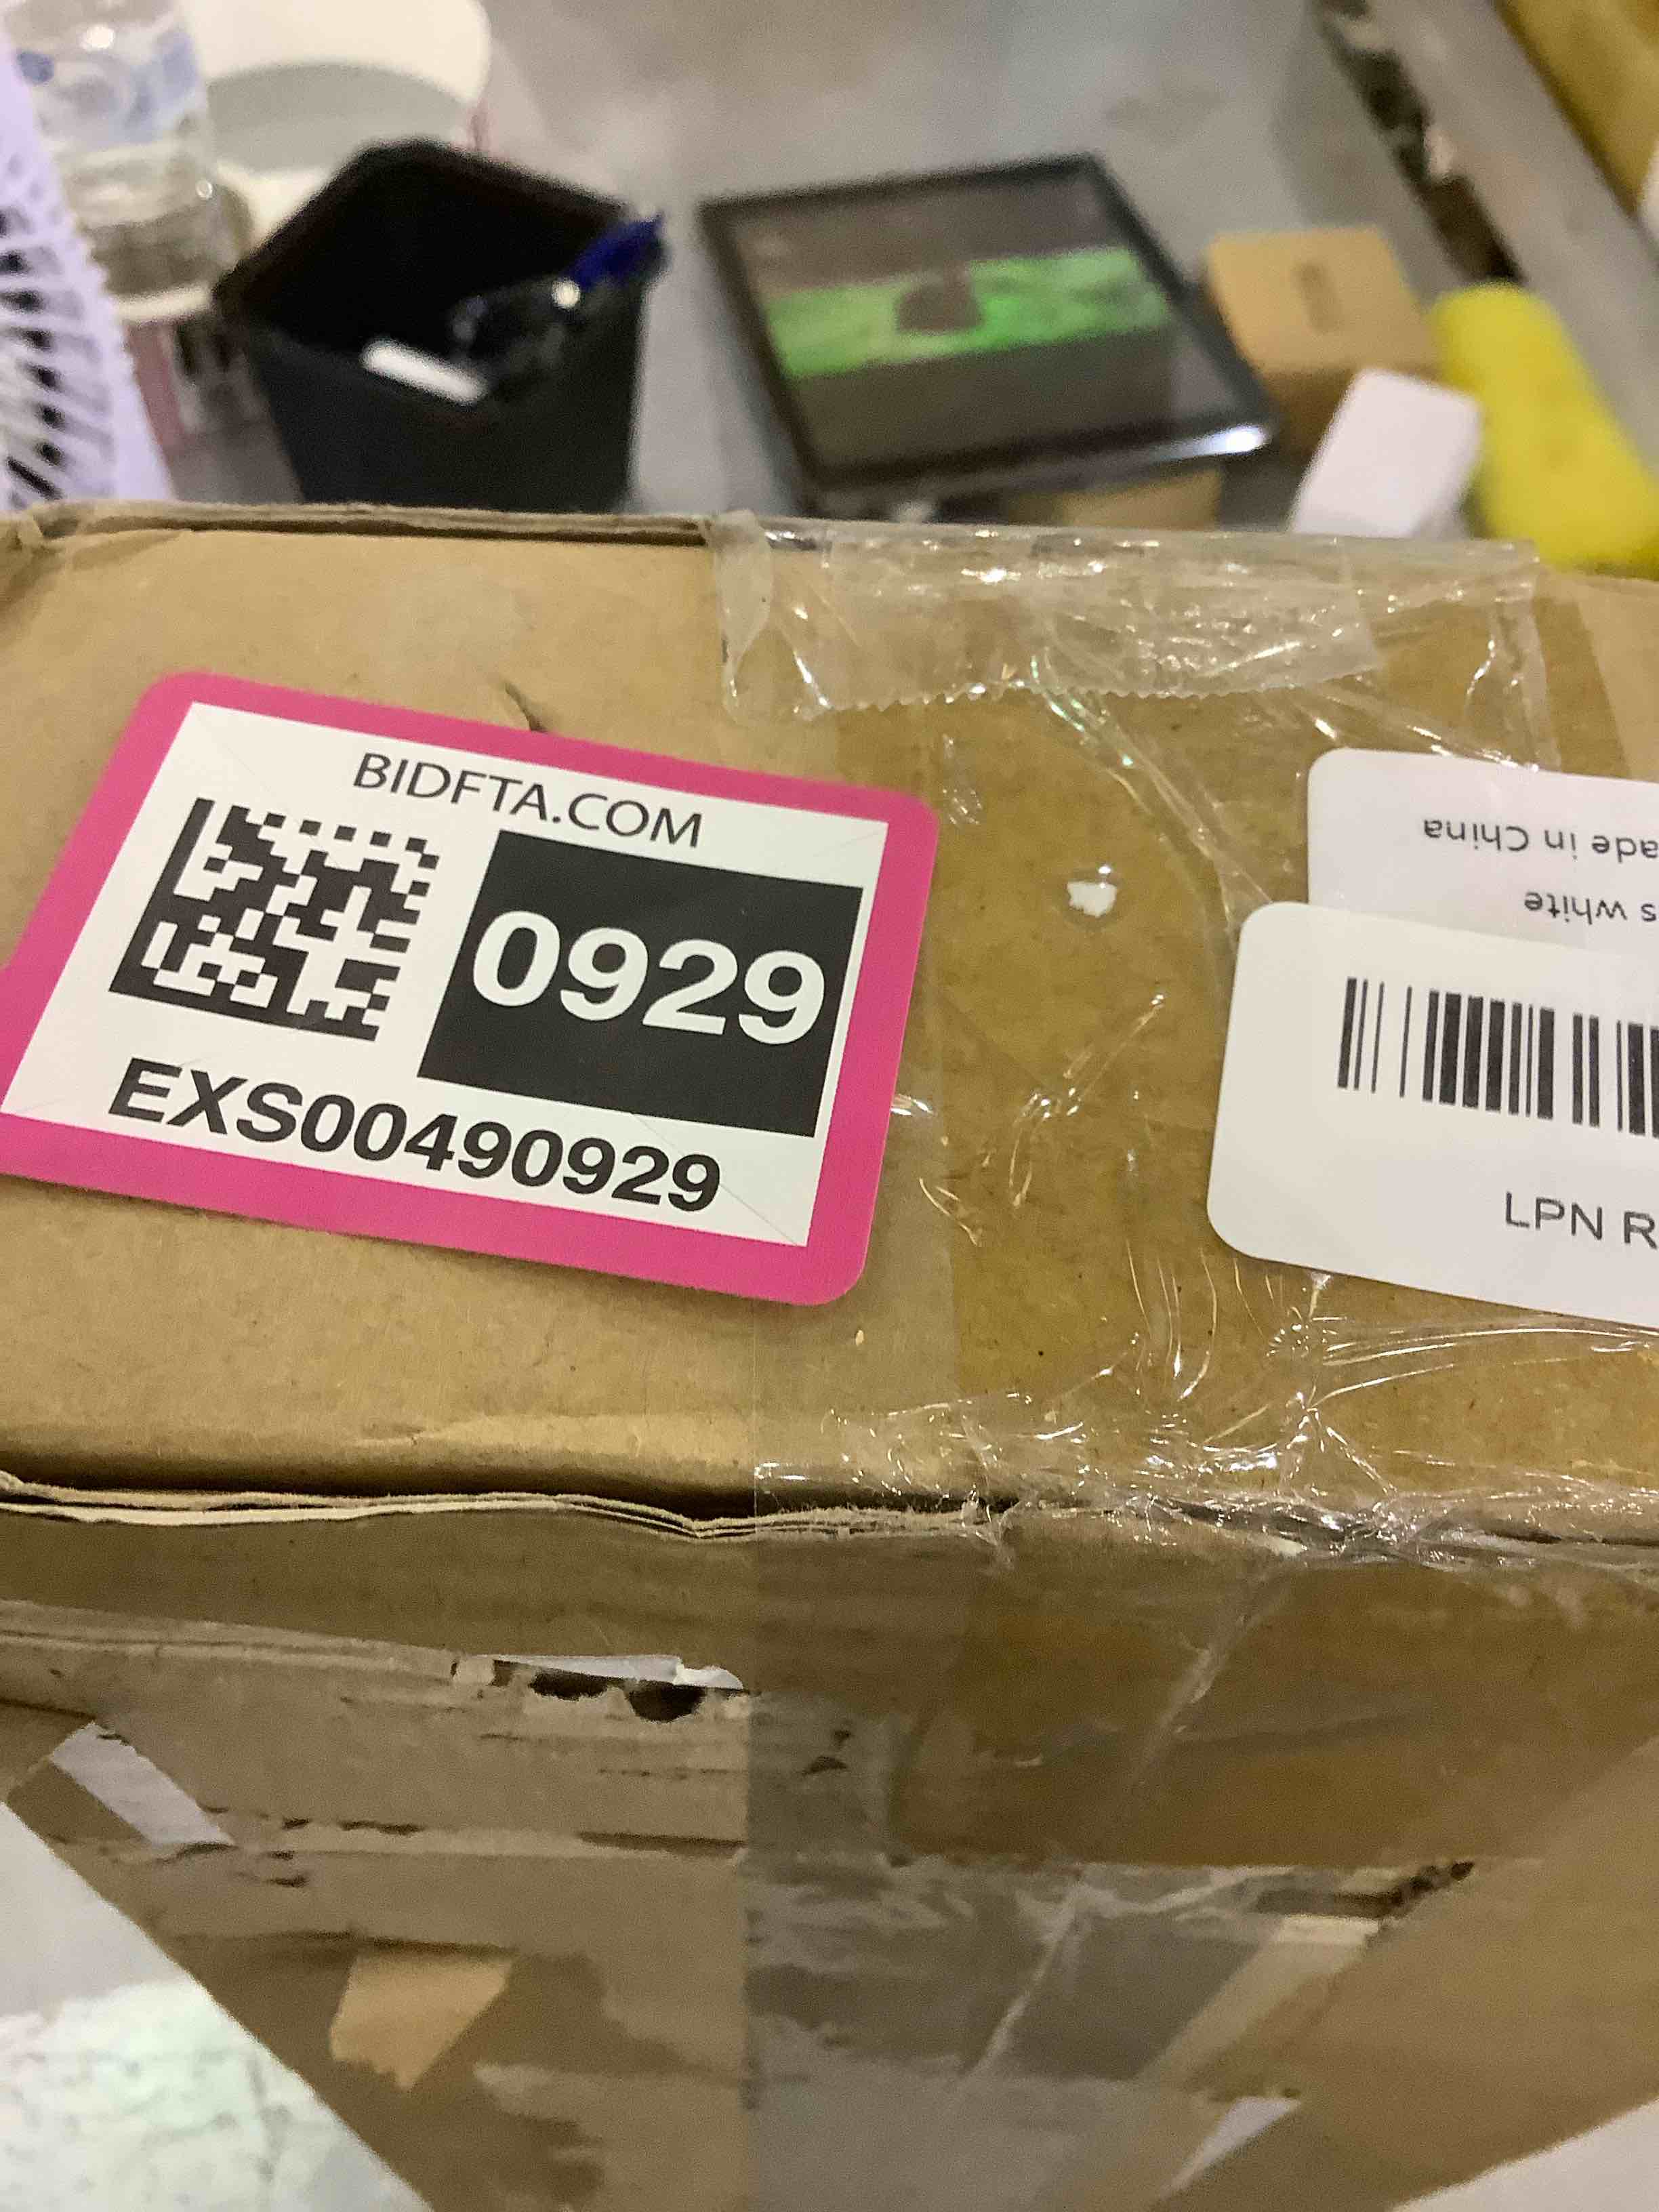 BIDFTA.COM
0929
EXS00490929
ade in China
s white
LPN R